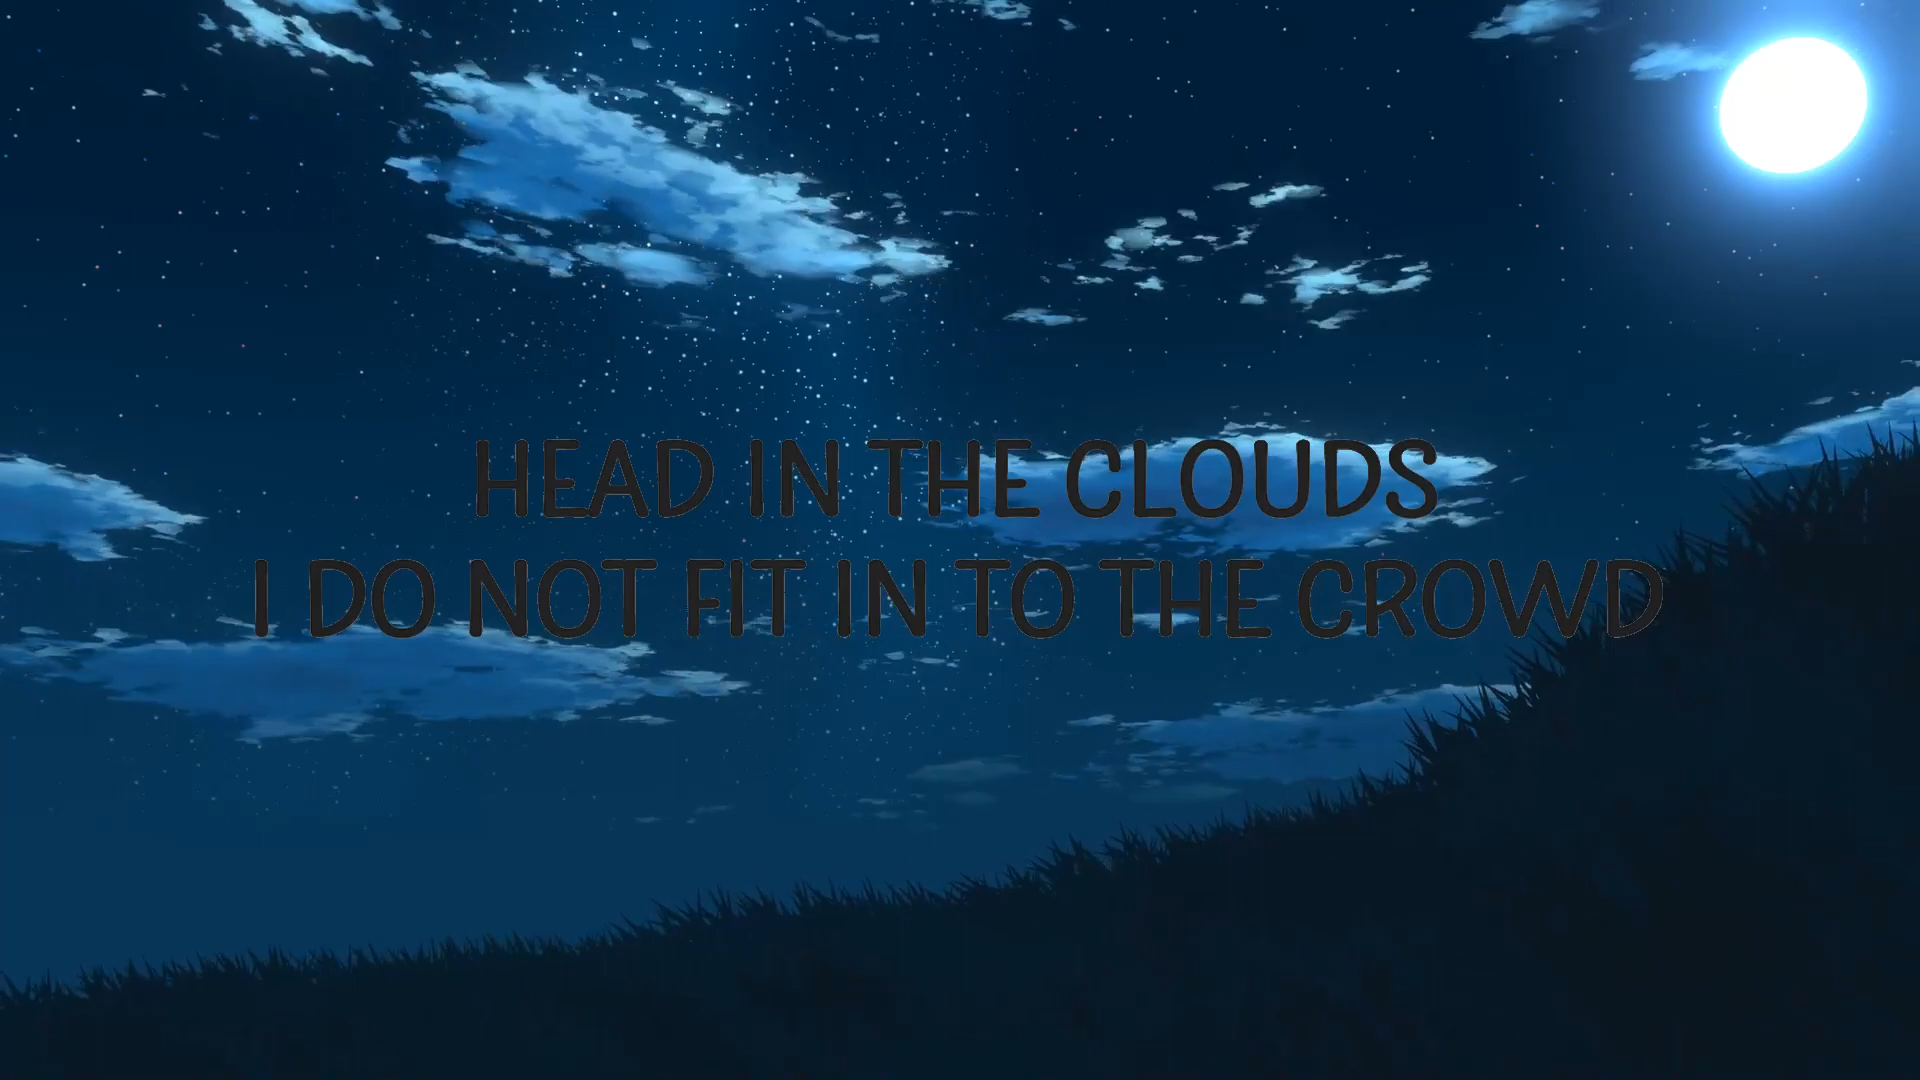 HEAD IN THE CLOUDS
I DO NOT FIT IN TO THE CROWD